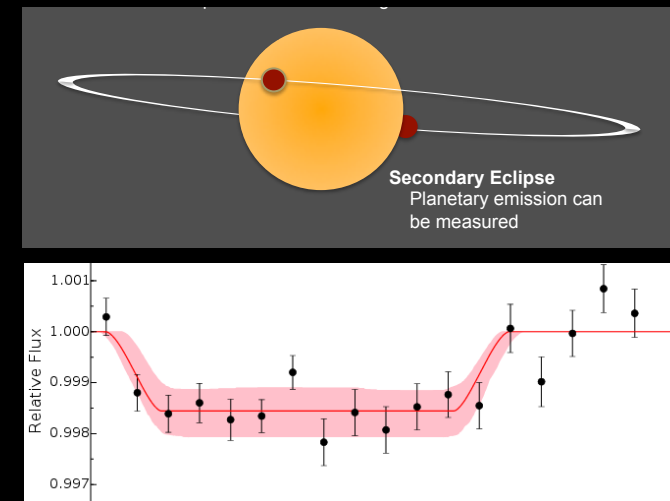 Secondary Eclipse
Planetary emission can
be measured
1.001
1.000
0.999
0.998
0.997
Relative Flux